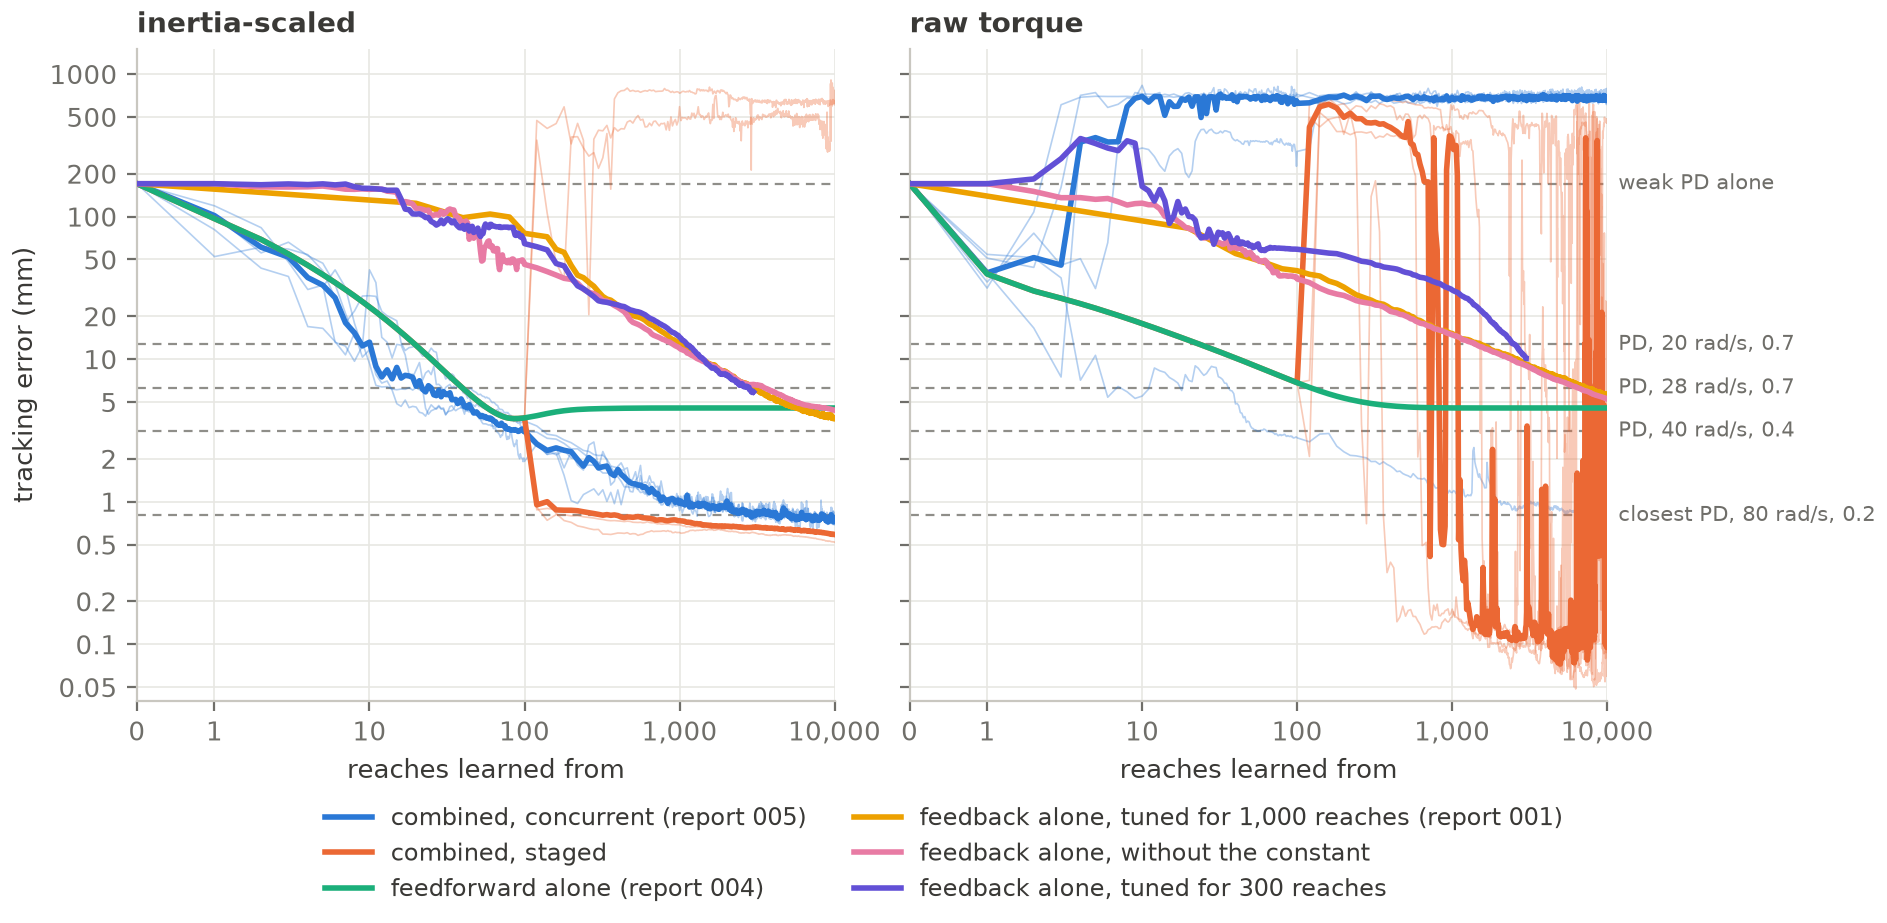 inertia-scaled
raw torque
tracking error (mm)
1000
500
200
100
50
20
10
5
2
1
0.5
0.2
0.1
0.05
0
1
10
100
1,000
10,000
0
1
10
100
1,000
10,000
reaches learned from
reaches learned from
weak PD alone
PD, 20 rad/s, 0.7
PD, 28 rad/s, 0.7
PD, 40 rad/s, 0.4
closest PD, 80 rad/s, 0.2
combined, concurrent (report 005)
combined, staged
feedforward alone (report 004)
feedback alone, tuned for 1,000 reaches (report 001)
feedback alone, without the constant
feedback alone, tuned for 300 reaches